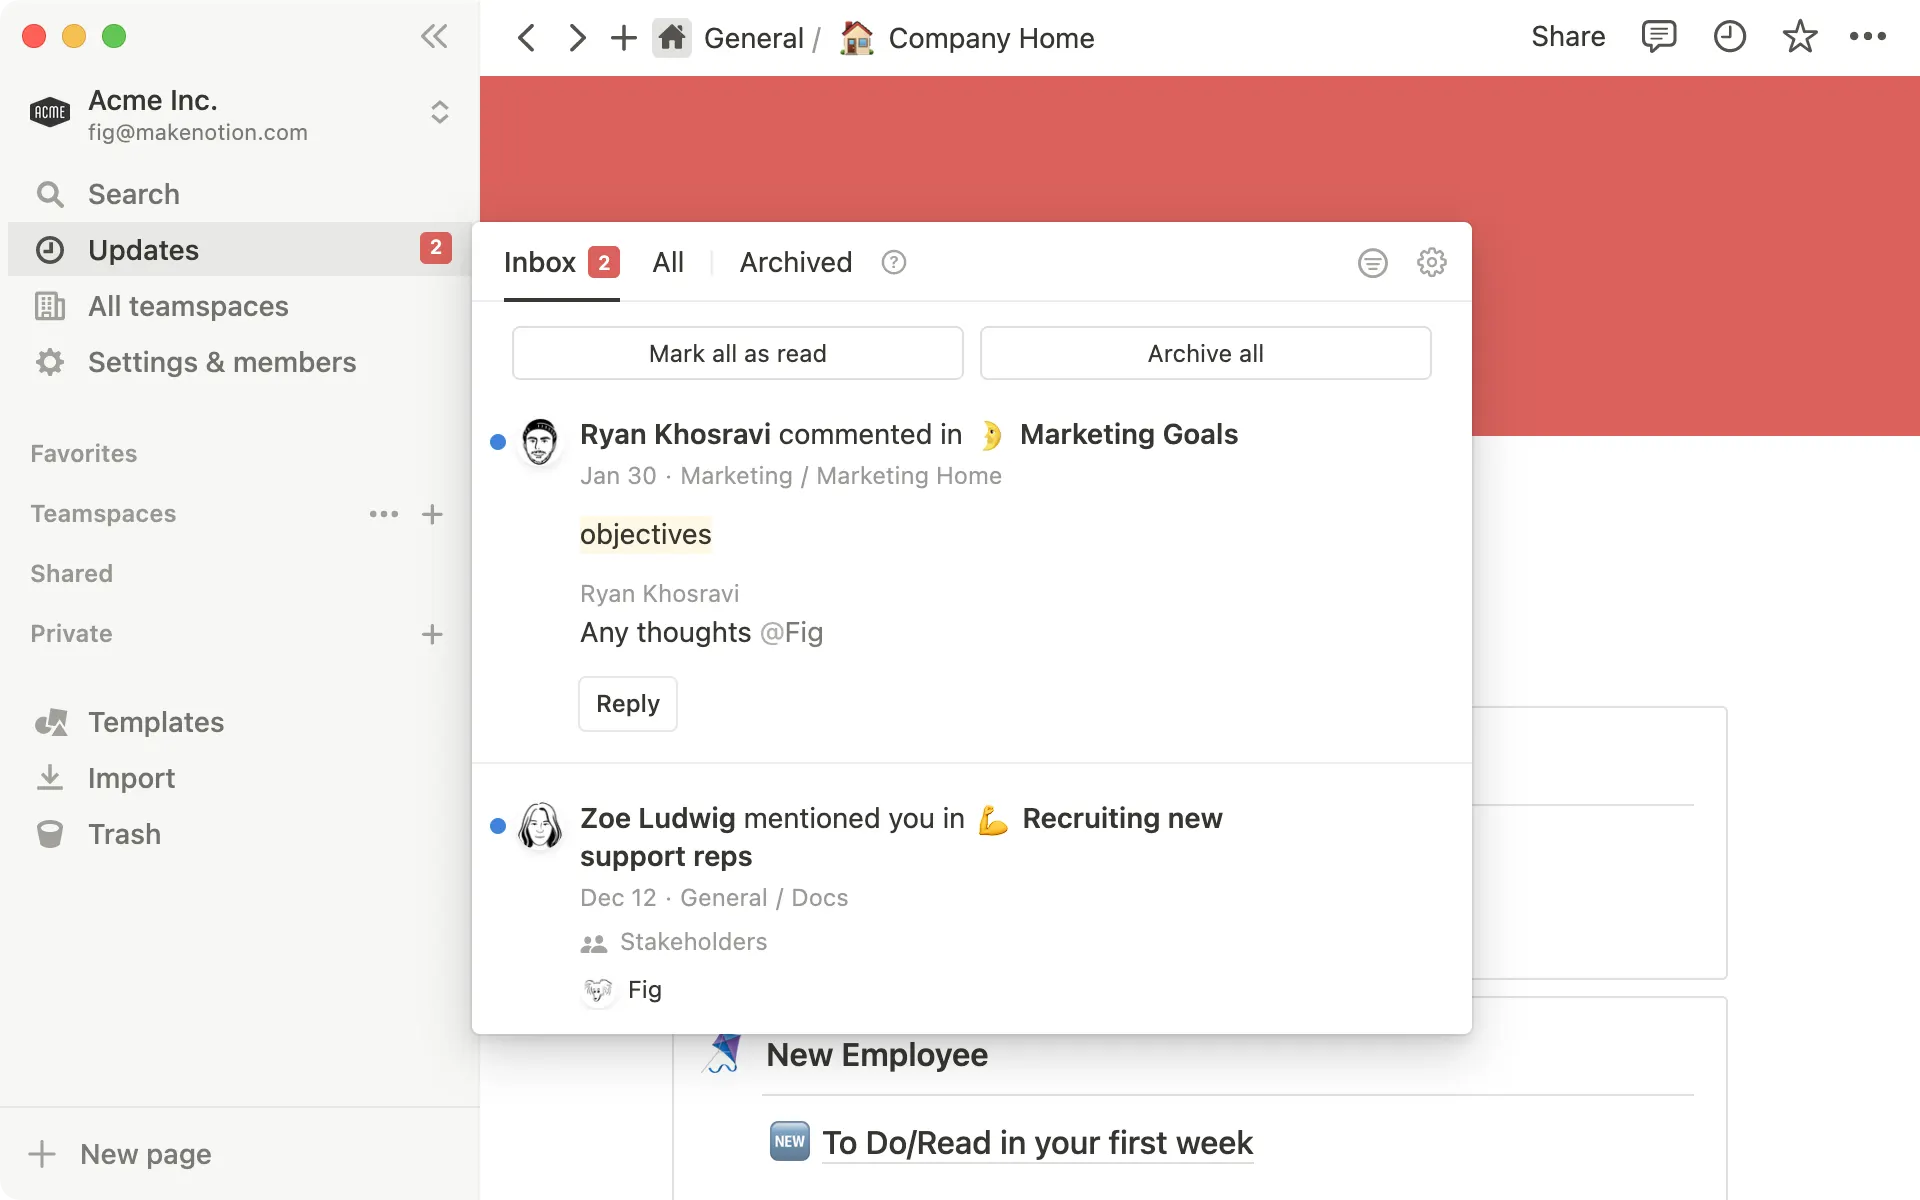 General / Company Home
Share
ACME
Acme Inc.
fig@makenotion.com
Search
Updates 2
All teamspaces
Settings & members
Favorites
Teamspaces
Shared
Private
Templates
Import
Trash
New page
Inbox 2 All Archived ?
Mark all as read Archive all
Ryan Khosravi commented in Marketing Goals
Jan 30 · Marketing / Marketing Home
objectives
Ryan Khosravi
Any thoughts @Fig
Reply
Zoe Ludwig mentioned you in Recruiting new
support reps
Dec 12 · General / Docs
Stakeholders
Fig
New Employee
NEW To Do/Read in your first week